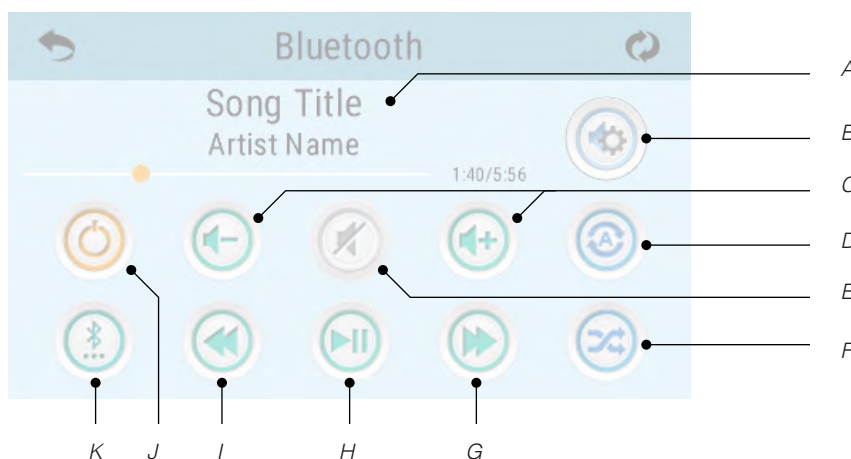 Bluetooth
A
Song Title
Artist Name
B
1:40/5:56
C
A
D
E
F
K J I H G